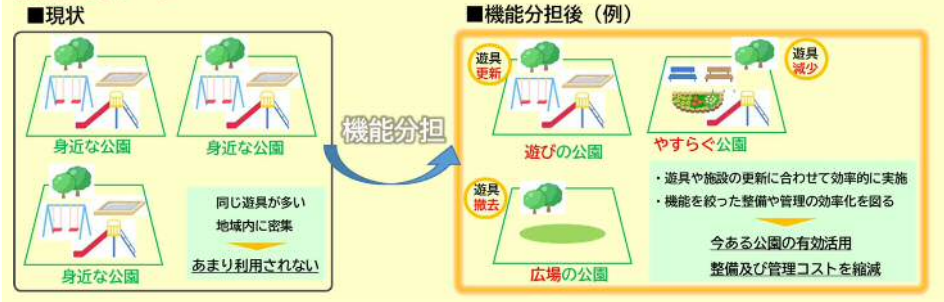 ■現状
身近な公園
身近な公園
身近な公園
同じ遊具が多い
地域内に密集
あまり利用されない
機能分担
■機能分担後（例）
遊具
更新
遊びの公園
遊具
減少
やすらぐ公園
遊具
撤去
広場の公園
・遊具や施設の更新に合わせて効率的に実施
・機能を絞った整備や管理の効率化を図る
今ある公園の有効活用
整備及び管理コストを縮減